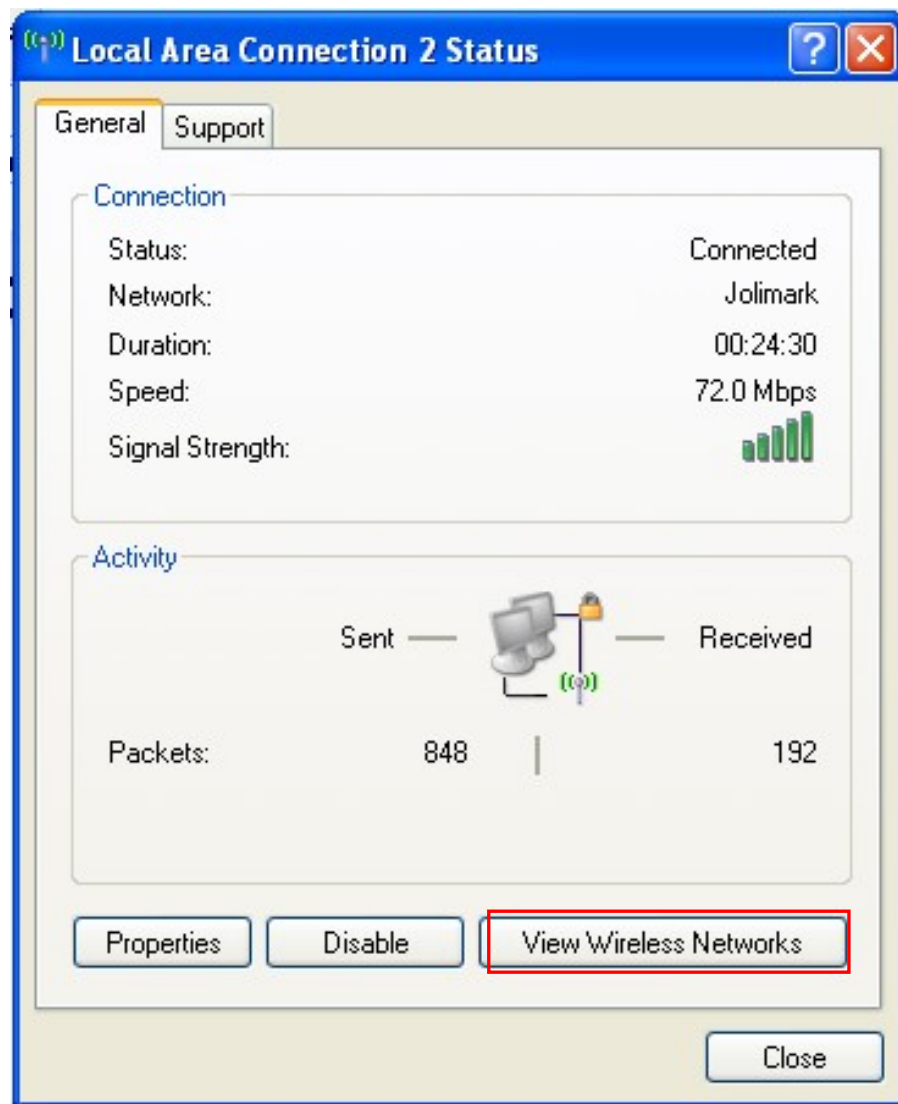 Local Area Connection 2 Status
General Support
Connection
Status: Connected
Network: Jolimark
Duration: 00:24:30
Speed: 72.0 Mbps
Signal Strength:
Activity
Sent Received
Packets: 848 192
Properties Disable View Wireless Networks
Close